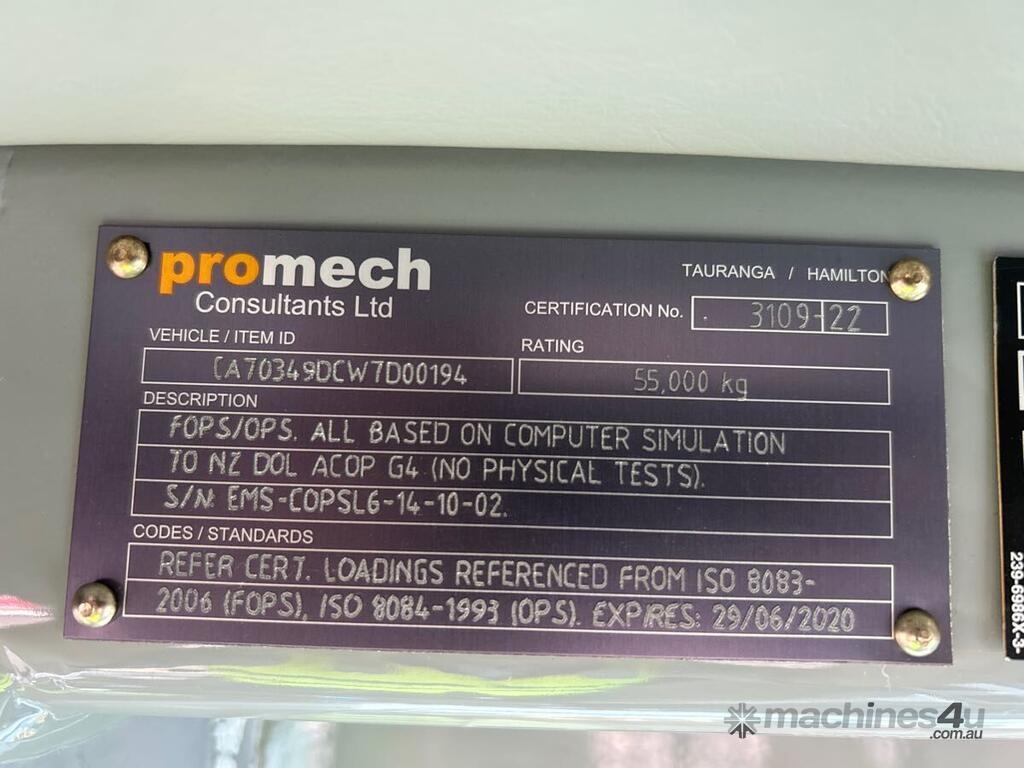 promech
Consultants Ltd
TAURANGA / HAMILTON
CERTIFICATION No. 3109-22
VEHICLE / ITEM ID
CA70349DCW7D00194
RATING
55,000 kg
DESCRIPTION
FOPS/OPS. ALL BASED ON COMPUTER SIMULATION
TO NZ DOL ACOP G4 (NO PHYSICAL TESTS).
S/N EMS-COPSL6-14-10-02.
CODES / STANDARDS
REFER CERT. LOADINGS REFERENCED FROM ISO 8083-
2006 (FOPS), ISO 8084-1993 (OPS). EXPIRES: 29/06/2020
239-6986X-3-
machines4u
.com.au